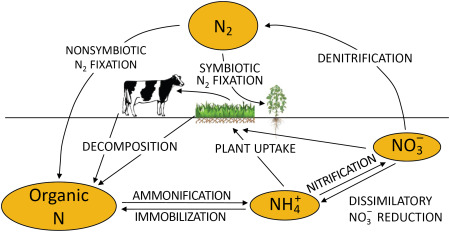 N₂
NONSYMBIOTIC
N₂ FIXATION
SYMBIOTIC
N₂ FIXATION
DENITRIFICATION
DECOMPOSITION
PLANT UPTAKE
NO₃⁻
Organic
N
AMMONIFICATION
IMMOBILIZATION
NH₄⁺
NITRIFICATION
DISSIMILATORY
NO₃⁻ REDUCTION